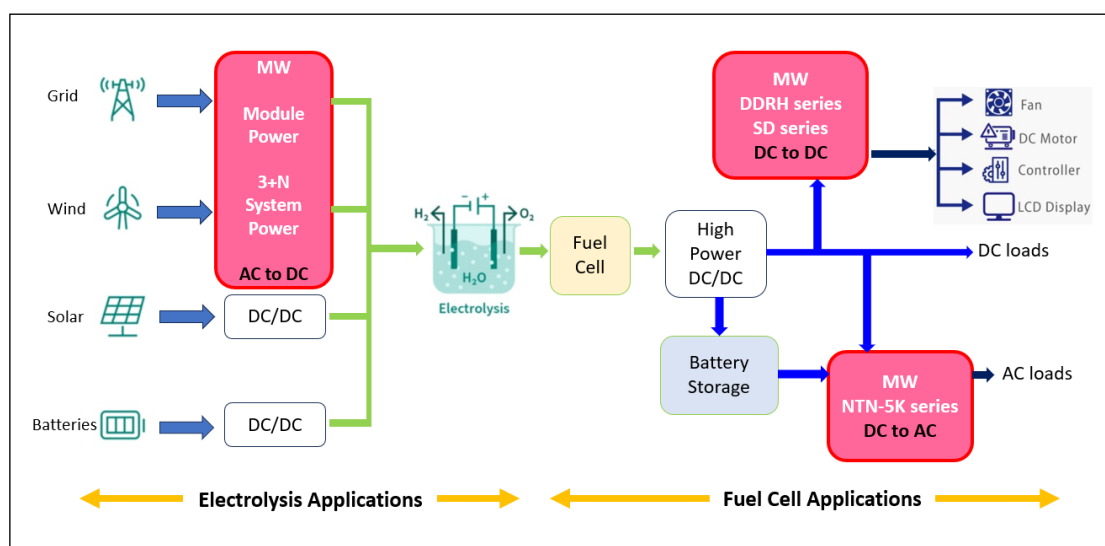 Grid
Wind
Solar
Batteries
MW
Module
Power
3+N
System
Power
AC to DC
DC/DC
DC/DC
− +
H₂
O₂
H₂O
Electrolysis
Fuel
Cell
High
Power
DC/DC
Battery
Storage
MW
DDRH series
SD series
DC to DC
Fan
DC Motor
Controller
LCD Display
DC loads
MW
NTN-5K series
DC to AC
AC loads
Electrolysis Applications
Fuel Cell Applications